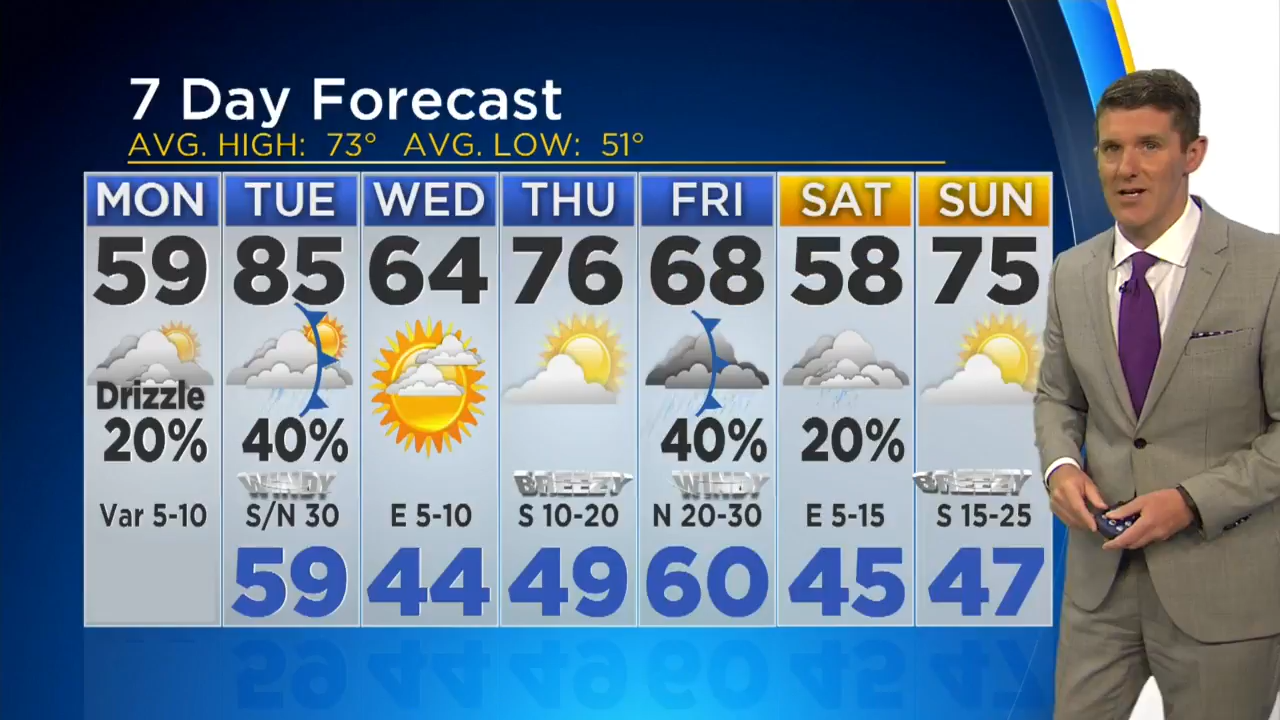 7 Day Forecast
AVG. HIGH: 73° AVG. LOW: 51°
MON TUE WED THU FRI SAT SUN
59 85 64 76 68 58 75
Drizzle
20% 40% 40% 20%
WINDY BREEZY WINDY BREEZY
Var 5-10 S/N 30 E 5-10 S 10-20 N 20-30 E 5-15 S 15-25
59 44 49 60 45 47